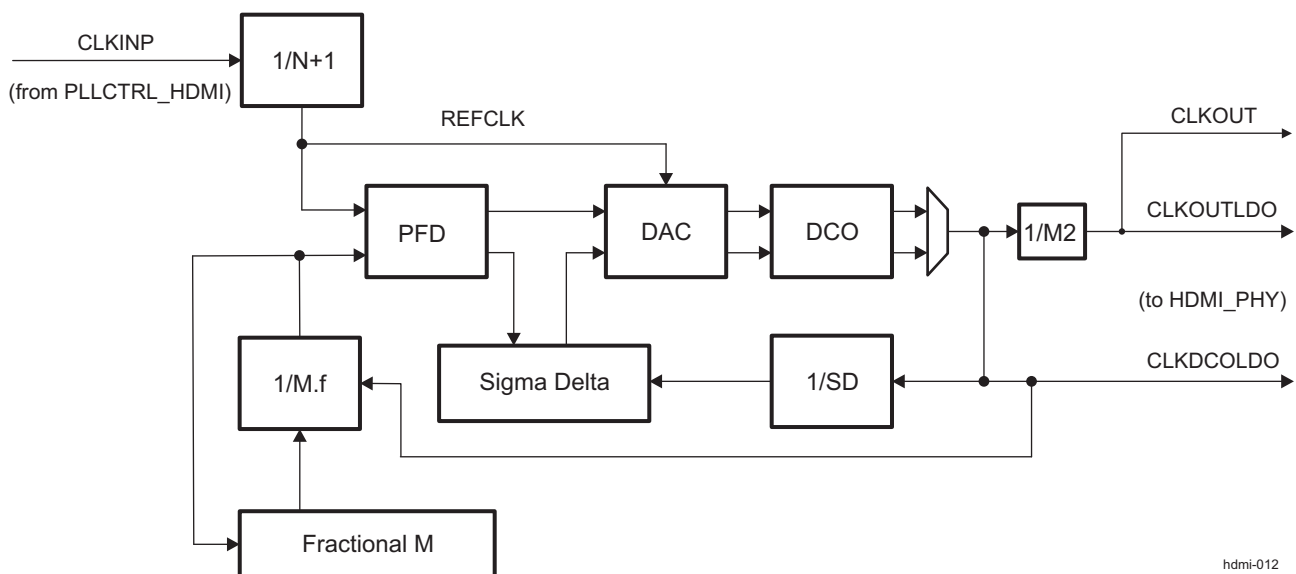 CLKINP
1/N+1
(from PLLCTRL_HDMI)
REFCLK
CLKOUT
PFD
DAC
DCO
1/M2
CLKOUTLDO
(to HDMI_PHY)
1/M.f
Sigma Delta
1/SD
CLKDCOLDO
Fractional M
hdmi-012